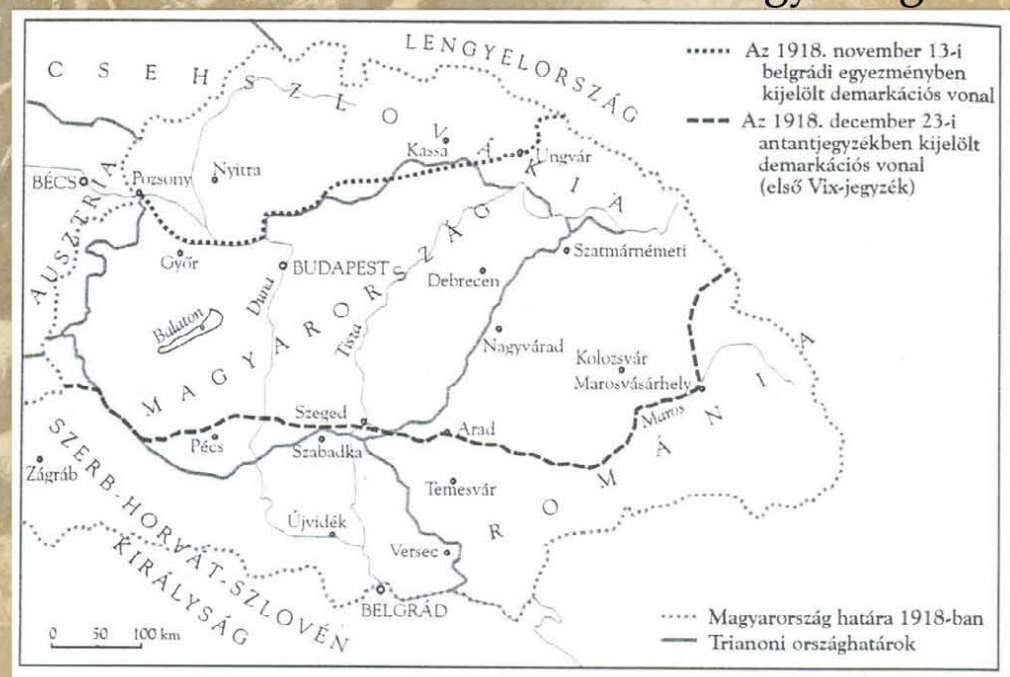 CSEHSZLOVÁKIA
LENGYELORSZÁG
Az 1918. november 13-i
belgrádi egyezményben
kijelölt demarkációs vonal
Az 1918. december 23-i
antantjegyzékben kijelölt
demarkációs vonal
(első Vix-jegyzék)
Kassa
Ungvár
BÉCS
Pozsony
Nyitra
AUSZTRIA
Győr
BUDAPEST
Szatmárnémeti
Debrecen
Duna
Tisza
Balaton
MAGYARORSZÁG
Nagyvárad
Kolozsvár
Marosvásárhely
Maros
ROMÁNIA
Szeged
Arad
Pécs
Szabadka
Zágráb
Temesvár
Újvidék
Versec
SZERB-HORVÁT-SZLOVÉN
KIRÁLYSÁG
BELGRÁD
0 50 100 km
Magyarország határa 1918-ban
Trianoni országhatárok